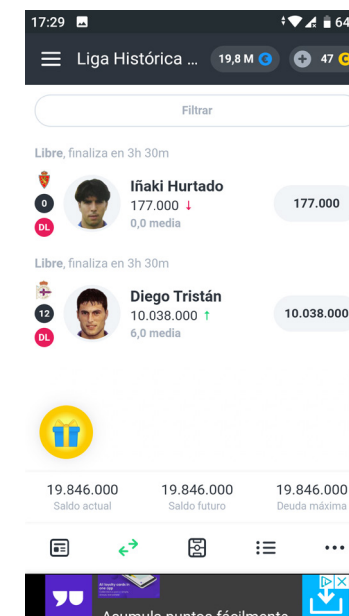 17:29 64
Liga Histórica ... 19,8 M 47
Filtrar
Libre, finaliza en 3h 30m
Iñaki Hurtado
0 177.000 ↓ 177.000
DL 0,0 media
Libre, finaliza en 3h 30m
Diego Tristán
12 10.038.000 ↑ 10.038.000
DL 6,0 media
19.846.000 19.846.000 19.846.000
Saldo actual Saldo futuro Deuda máxima
Acumula puntos fácilmente